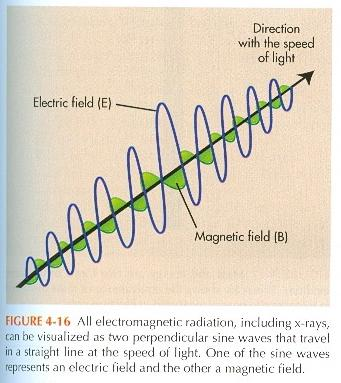 Direction
with the speed
of light
Electric field (E)
Magnetic field (B)
FIGURE 4-16 All electromagnetic radiation, including x-rays,
can be visualized as two perpendicular sine waves that travel
in a straight line at the speed of light. One of the sine waves
represents an electric field and the other a magnetic field.